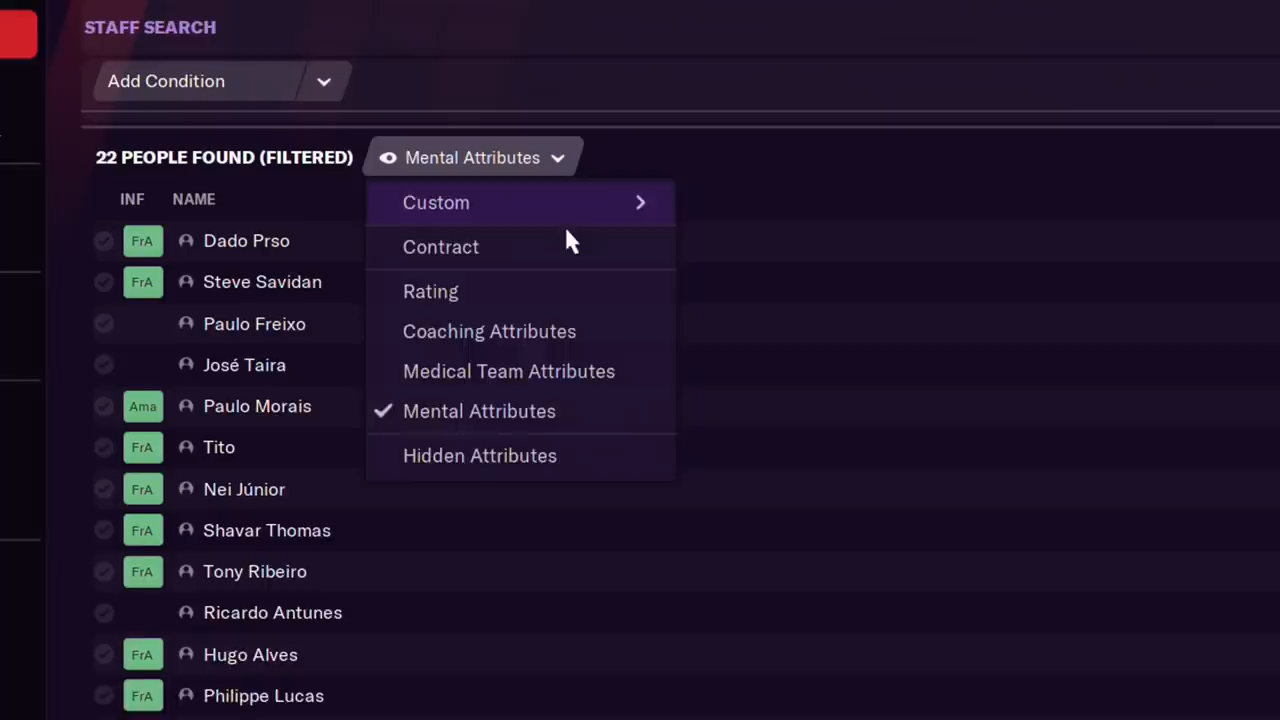 STAFF SEARCH
Add Condition
22 PEOPLE FOUND (FILTERED) Mental Attributes
INF NAME
Custom
Contract
Rating
Coaching Attributes
Medical Team Attributes
Mental Attributes
Hidden Attributes
FrA Dado Prso
FrA Steve Savidan
Paulo Freixo
José Taira
Ama Paulo Morais
FrA Tito
FrA Nei Júnior
FrA Shavar Thomas
FrA Tony Ribeiro
Ricardo Antunes
FrA Hugo Alves
FrA Philippe Lucas